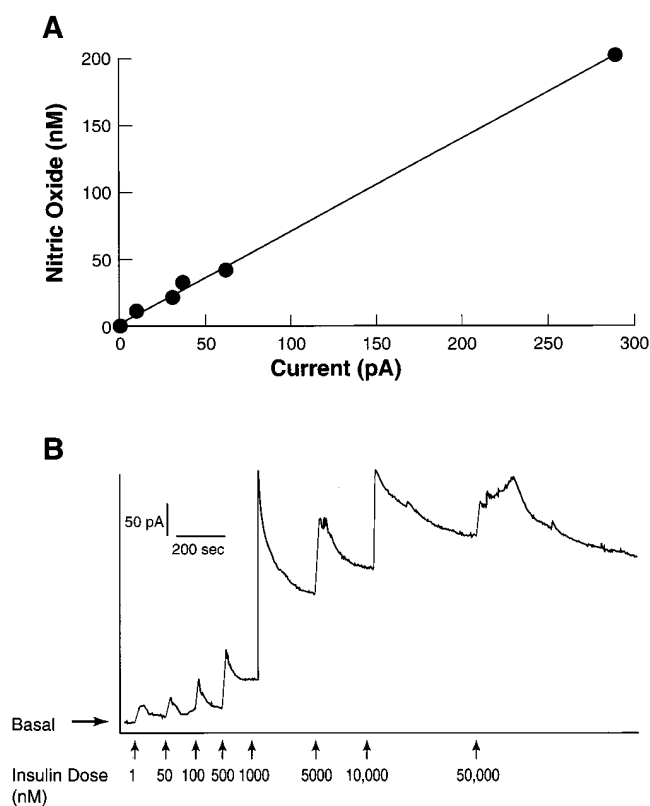 A
Nitric Oxide (nM)
200
150
100
50
0
0 50 100 150 200 250 300
Current (pA)
B
50 pA
200 sec
Basal
Insulin Dose (nM) 1 50 100 500 1000 5000 10,000 50,000